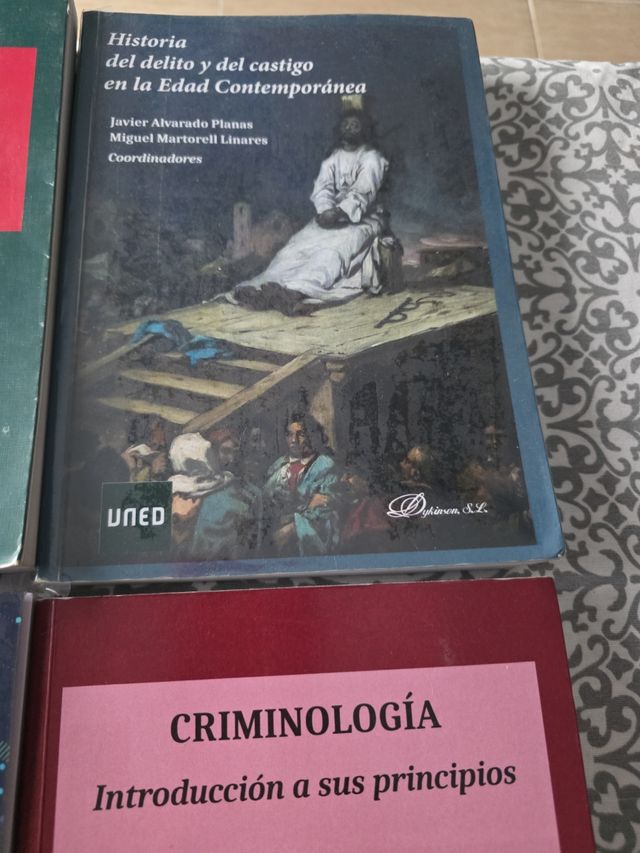 Historia
del delito y del castigo
en la Edad Contemporánea
Javier Alvarado Planas
Miguel Martorell Linares
Coordinadores
UNED
Dykinson, S.L.
CRIMINOLOGÍA
Introducción a sus principios